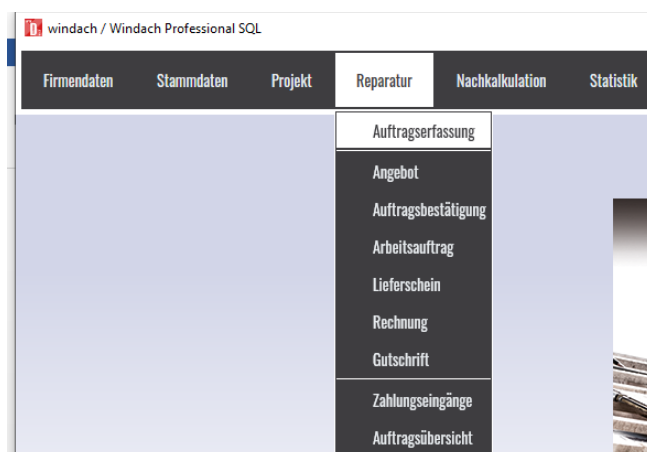 windach / Windach Professional SQL
Firmendaten Stammdaten Projekt Reparatur Nachkalkulation Statistik
Auftragserfassung
Angebot
Auftragsbestätigung
Arbeitsauftrag
Lieferschein
Rechnung
Gutschrift
Zahlungseingänge
Auftragsübersicht